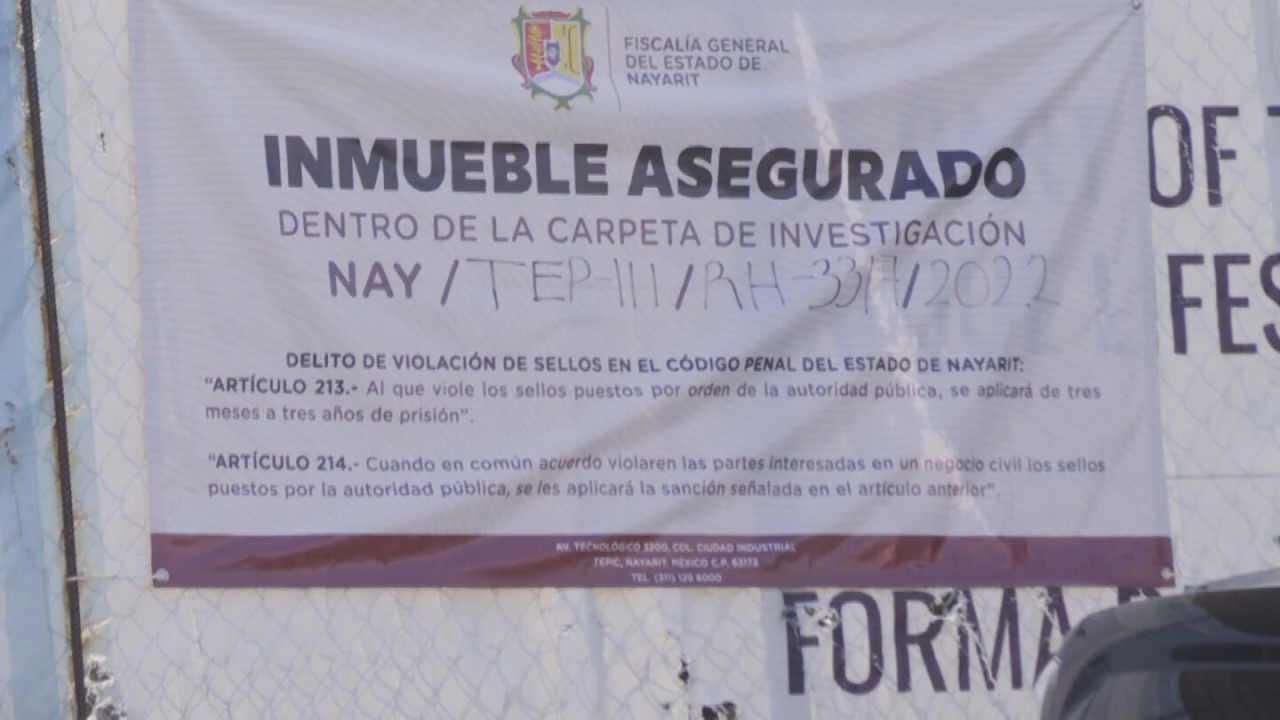 FISCALÍA GENERAL
DEL ESTADO DE
NAYARIT
INMUEBLE ASEGURADO
DENTRO DE LA CARPETA DE INVESTIGACIÓN
NAY / TEP-III / RH-33/ /2022
DELITO DE VIOLACIÓN DE SELLOS EN EL CÓDIGO PENAL DEL ESTADO DE NAYARIT:
"ARTÍCULO 213.- Al que viole los sellos puestos por orden de la autoridad pública, se aplicará de tres
meses a tres años de prisión".
"ARTÍCULO 214.- Cuando en común acuerdo violaren las partes interesadas en un negocio civil los sellos
puestos por la autoridad pública, se les aplicará la sanción señalada en el artículo anterior".
AV. TECNOLÓGICO 3200, COL. CIUDAD INDUSTRIAL
TEPIC, NAYARIT. MÉXICO C.P. 63173
TEL. (311) 129 6000
OF
FES
FORMA